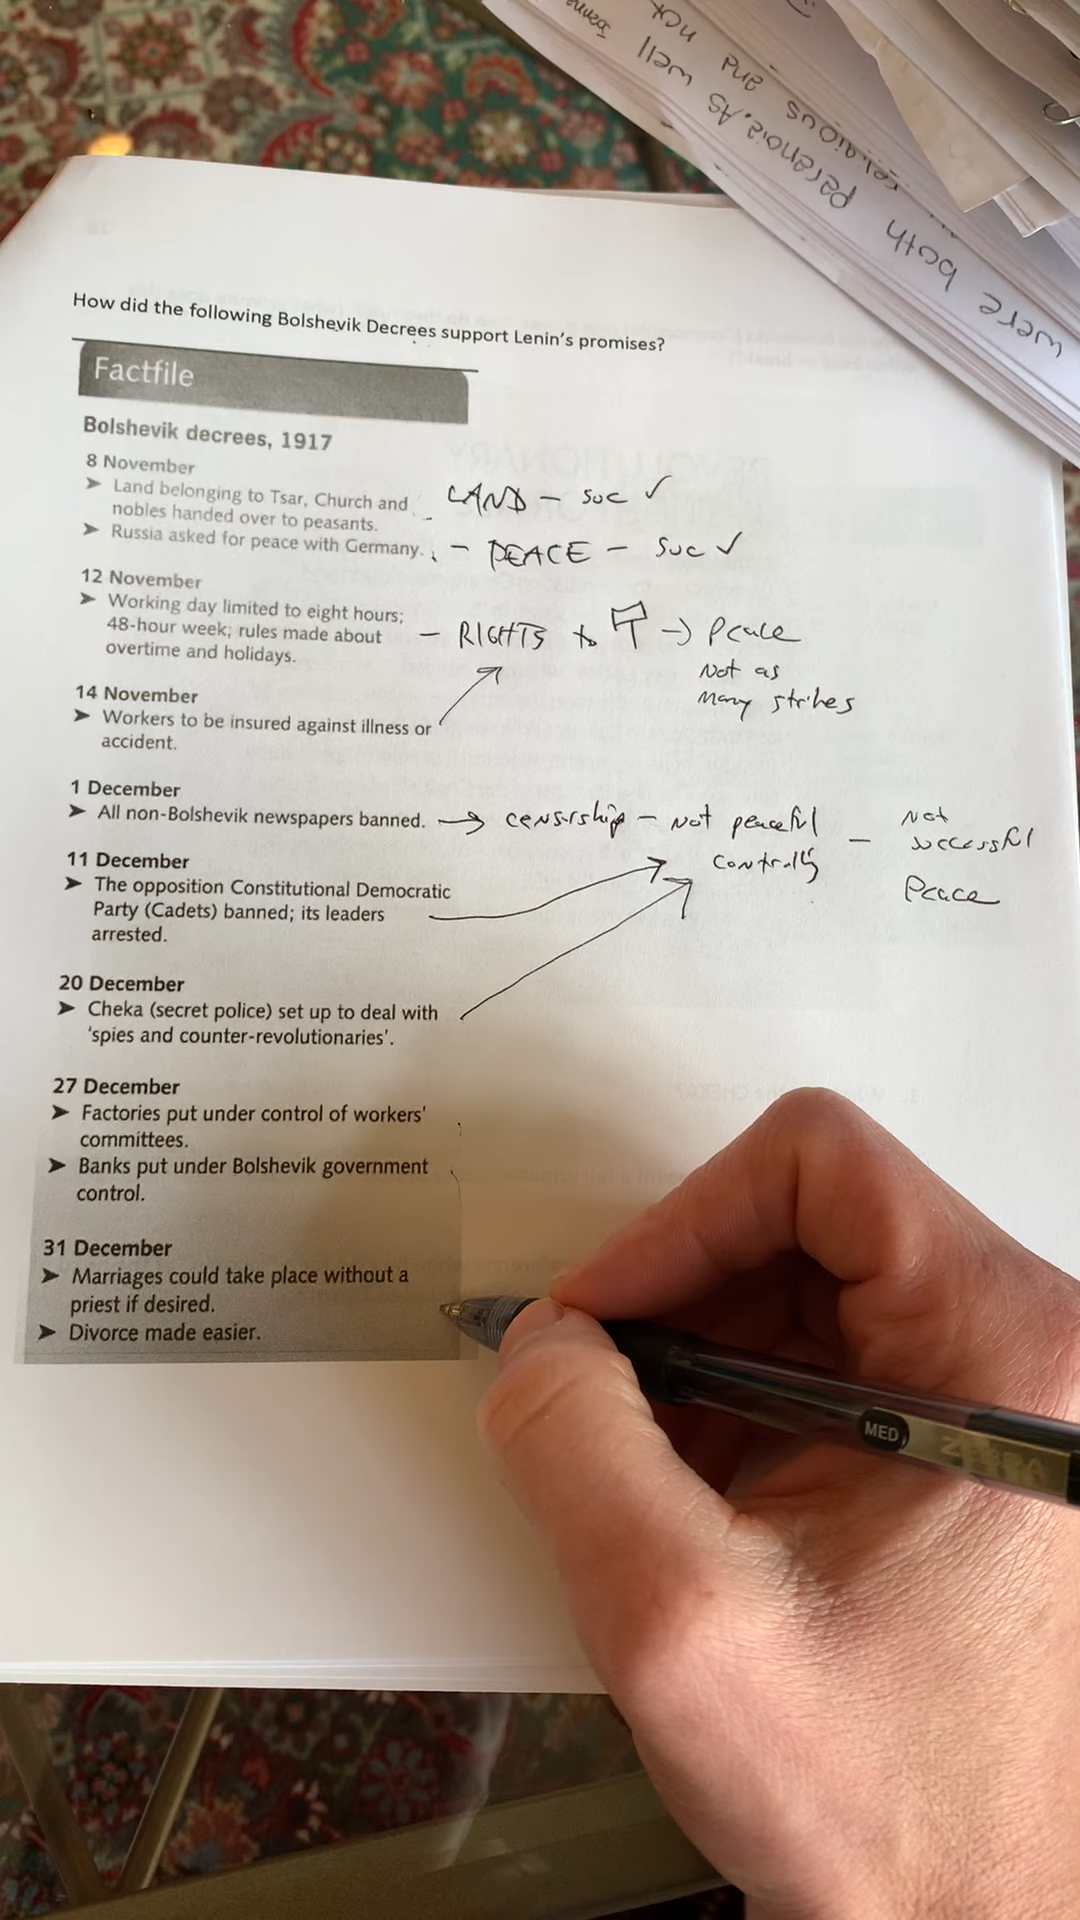 were both
paranoid. As well
religious and
How did the following Bolshevik Decrees support Lenin's promises?
Factfile
Bolshevik decrees, 1917
8 November
➤ Land belonging to Tsar, Church and
nobles handed over to peasants.
LAND – suc ✓
➤ Russia asked for peace with Germany.
– PEACE – suc ✓
12 November
➤ Working day limited to eight hours;
48-hour week; rules made about
overtime and holidays.
– RIGHTS to → Peace
Not as
Many strikes
14 November
➤ Workers to be insured against illness or
accident.
1 December
➤ All non-Bolshevik newspapers banned.
→ censorship – Not peaceful
controlling
– Not
successful
Peace
11 December
➤ The opposition Constitutional Democratic
Party (Cadets) banned; its leaders
arrested.
20 December
➤ Cheka (secret police) set up to deal with
'spies and counter-revolutionaries'.
27 December
➤ Factories put under control of workers'
committees.
➤ Banks put under Bolshevik government
control.
31 December
➤ Marriages could take place without a
priest if desired.
➤ Divorce made easier.
MED
ZEBRA